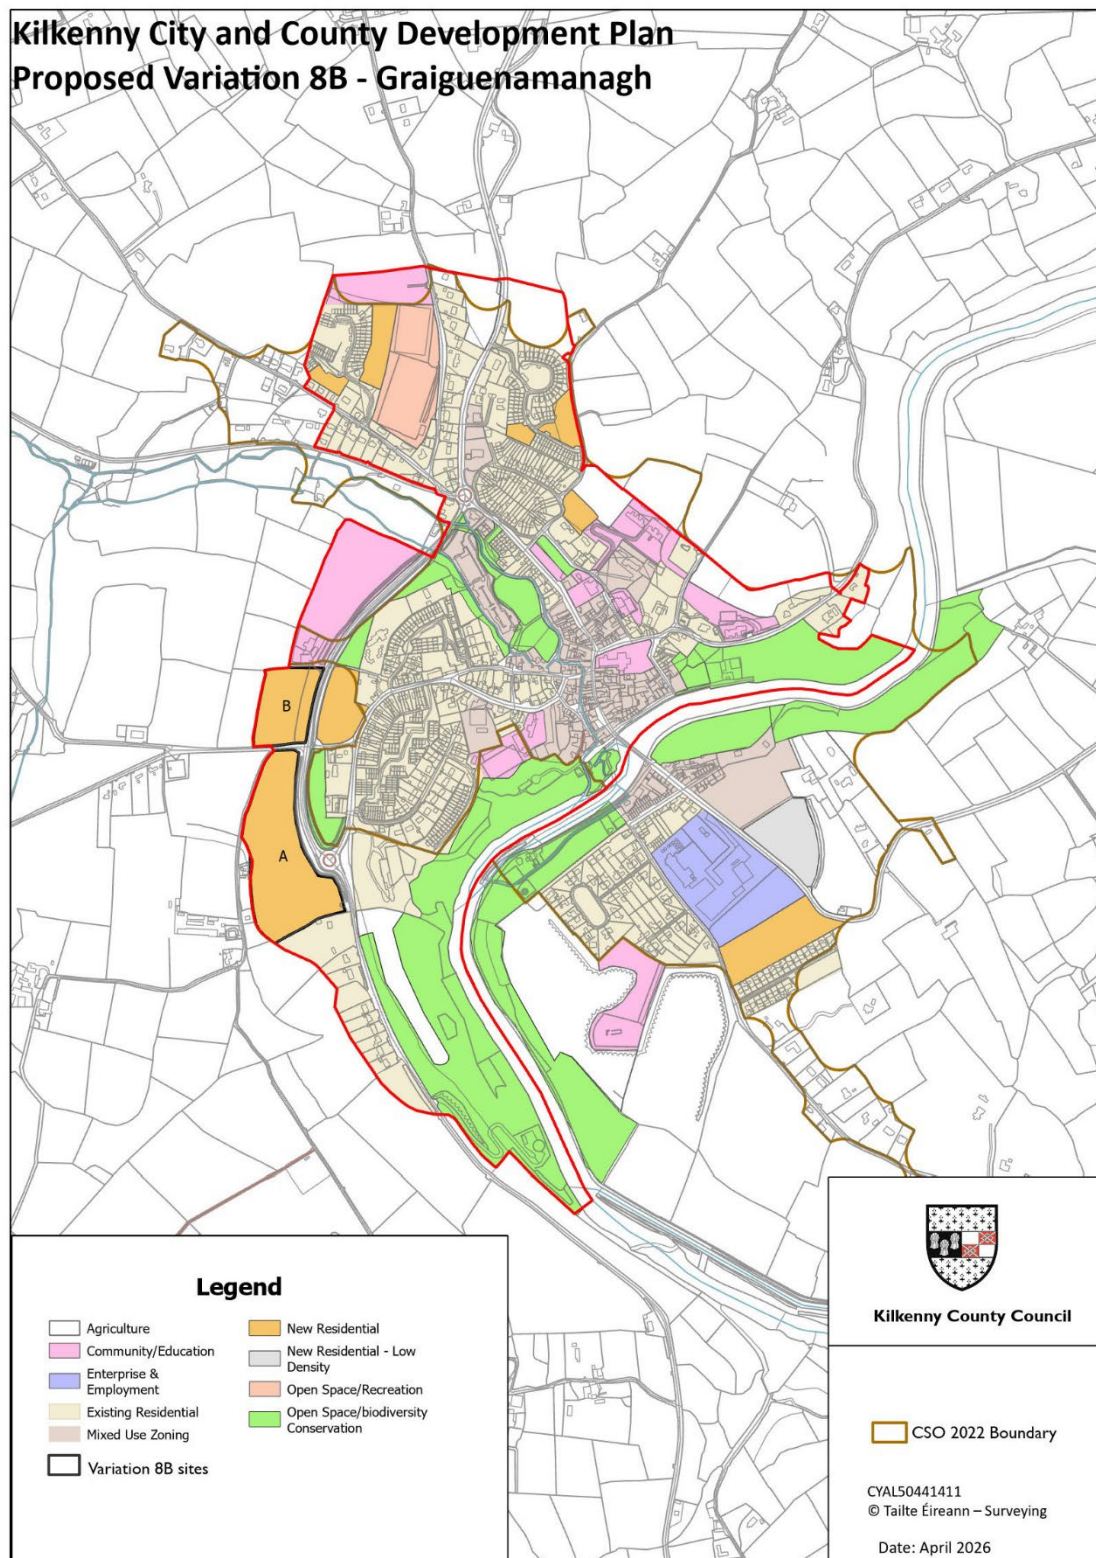 Kilkenny City and County Development Plan
Proposed Variation 8B - Graiguenamanagh
B
A
Legend
Agriculture
Community/Education
Enterprise &
Employment
Existing Residential
Mixed Use Zoning
Variation 8B sites
New Residential
New Residential - Low
Density
Open Space/Recreation
Open Space/biodiversity
Conservation
Kilkenny County Council
CSO 2022 Boundary
CYAL50441411
© Tailte Éireann – Surveying
Date: April 2026